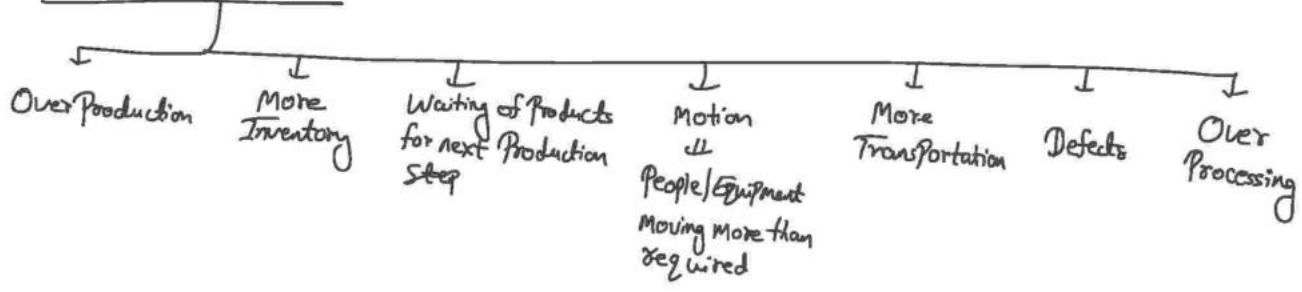 Over Production
More
Inventory
Waiting of Products
for next Production
Step
Motion
⇓
People/Equipment
Moving more than
required
More
Transportation
Defects
Over
Processing